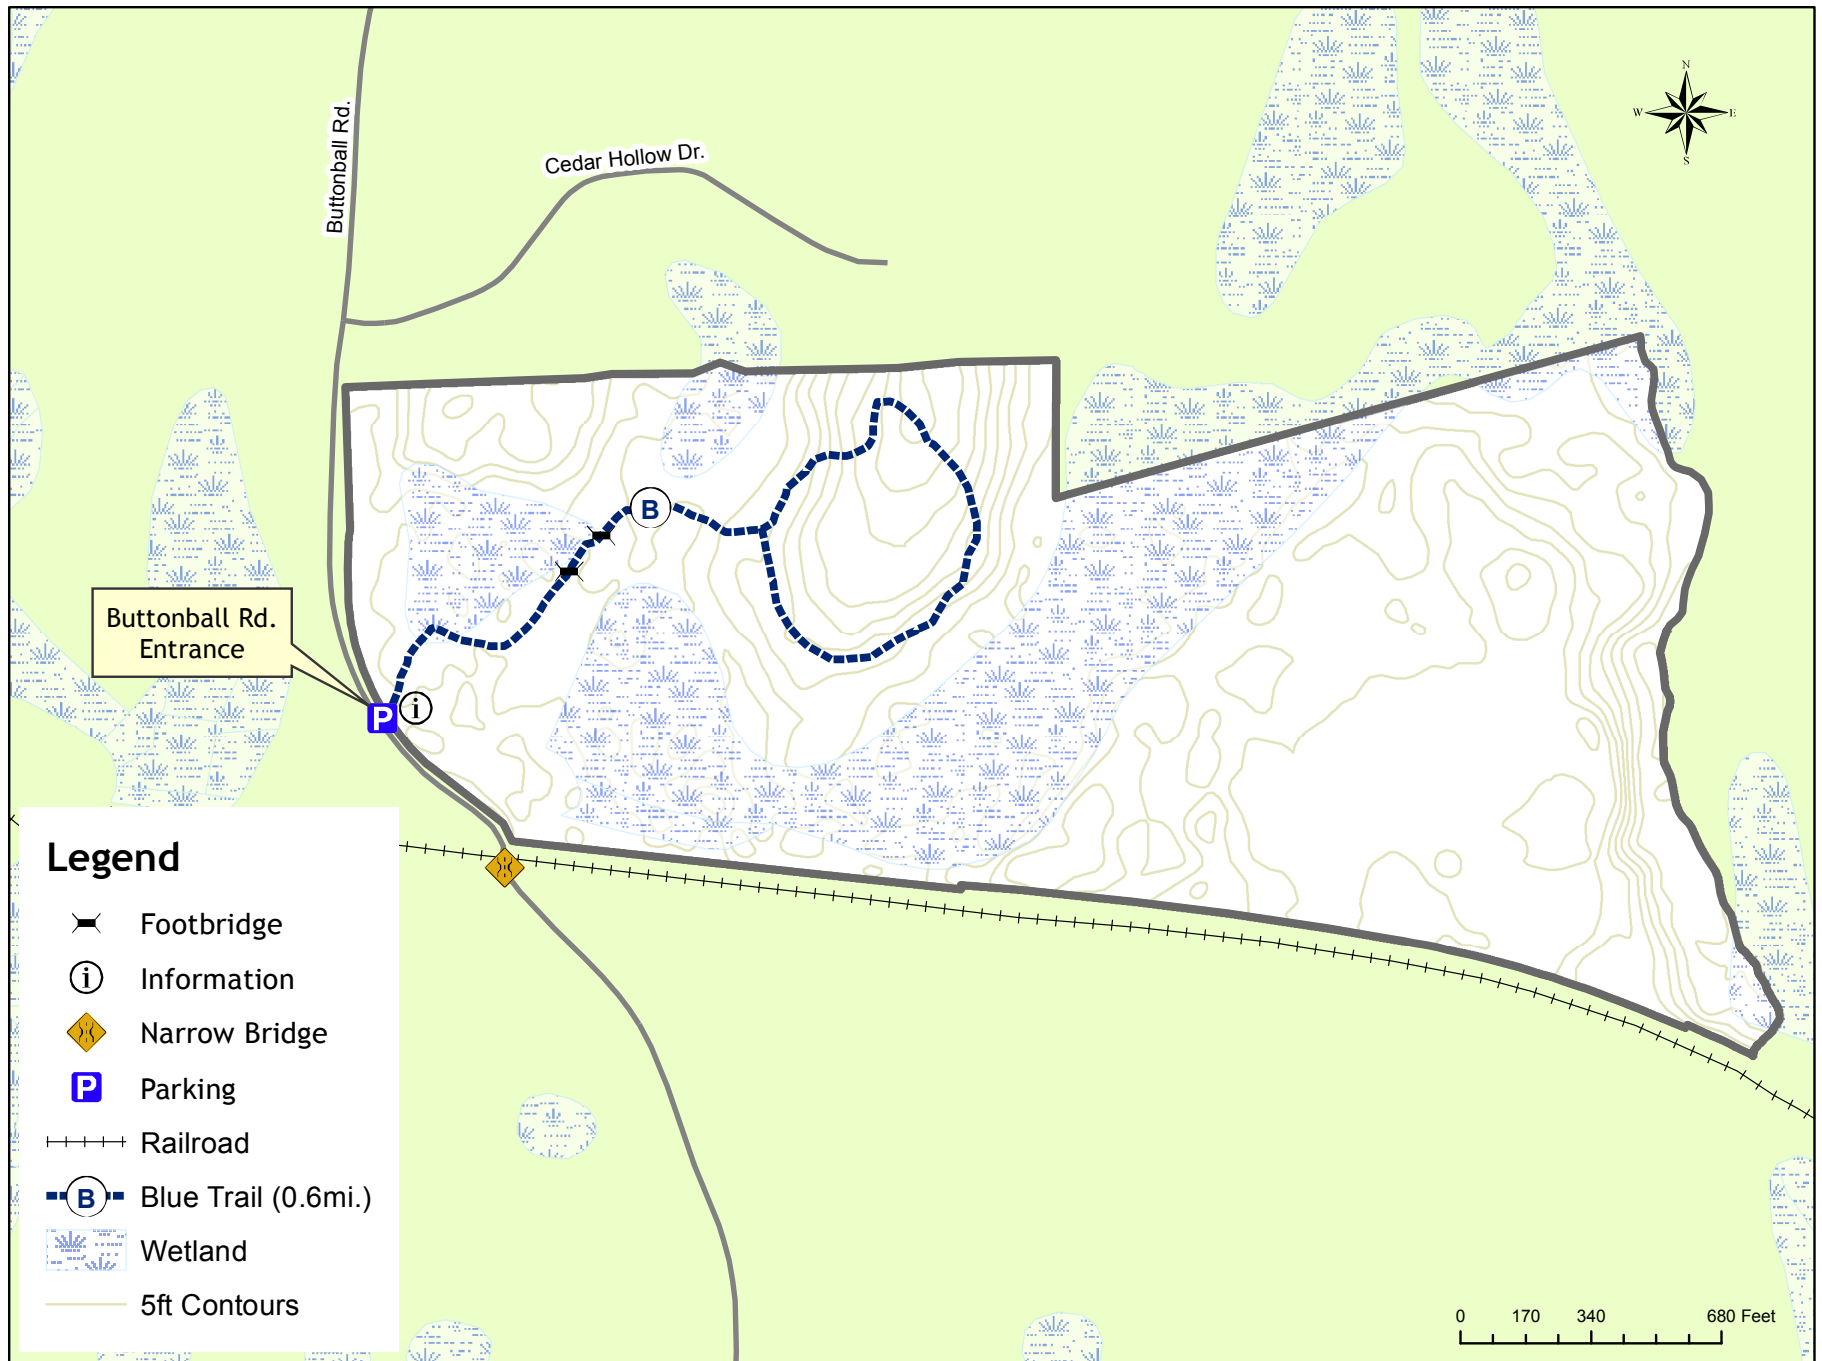 N
W E
S
Buttonball Rd.
Cedar Hollow Dr.
B
Buttonball Rd.
Entrance
P
i
Legend
Footbridge
i Information
Narrow Bridge
P Parking
Railroad
B Blue Trail (0.6mi.)
Wetland
5ft Contours
0 170 340 680 Feet